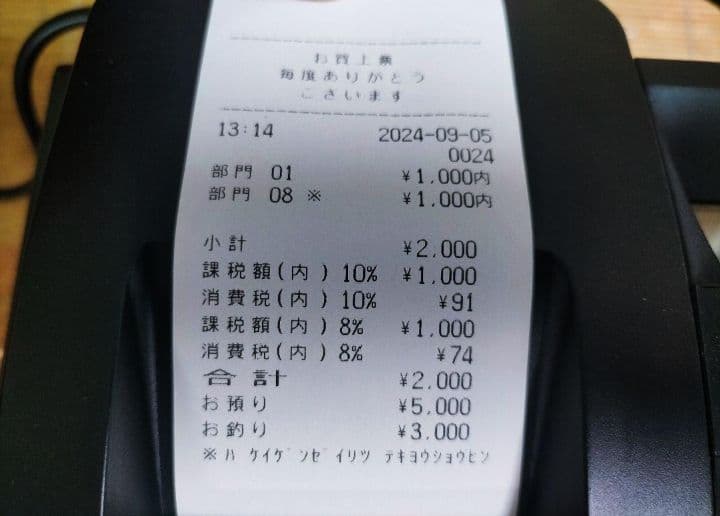 お買上票
毎度ありがとう
ございます
13:14 2024-09-05
0024
部門 01 ¥1,000内
部門 08 ※ ¥1,000内
小計 ¥2,000
課税額(内) 10% ¥1,000
消費税(内) 10% ¥91
課税額(内) 8% ¥1,000
消費税(内) 8% ¥74
合計 ¥2,000
お預り ¥5,000
お釣り ¥3,000
※ハ ケイゲンゼイリツ テキヨウショウヒン